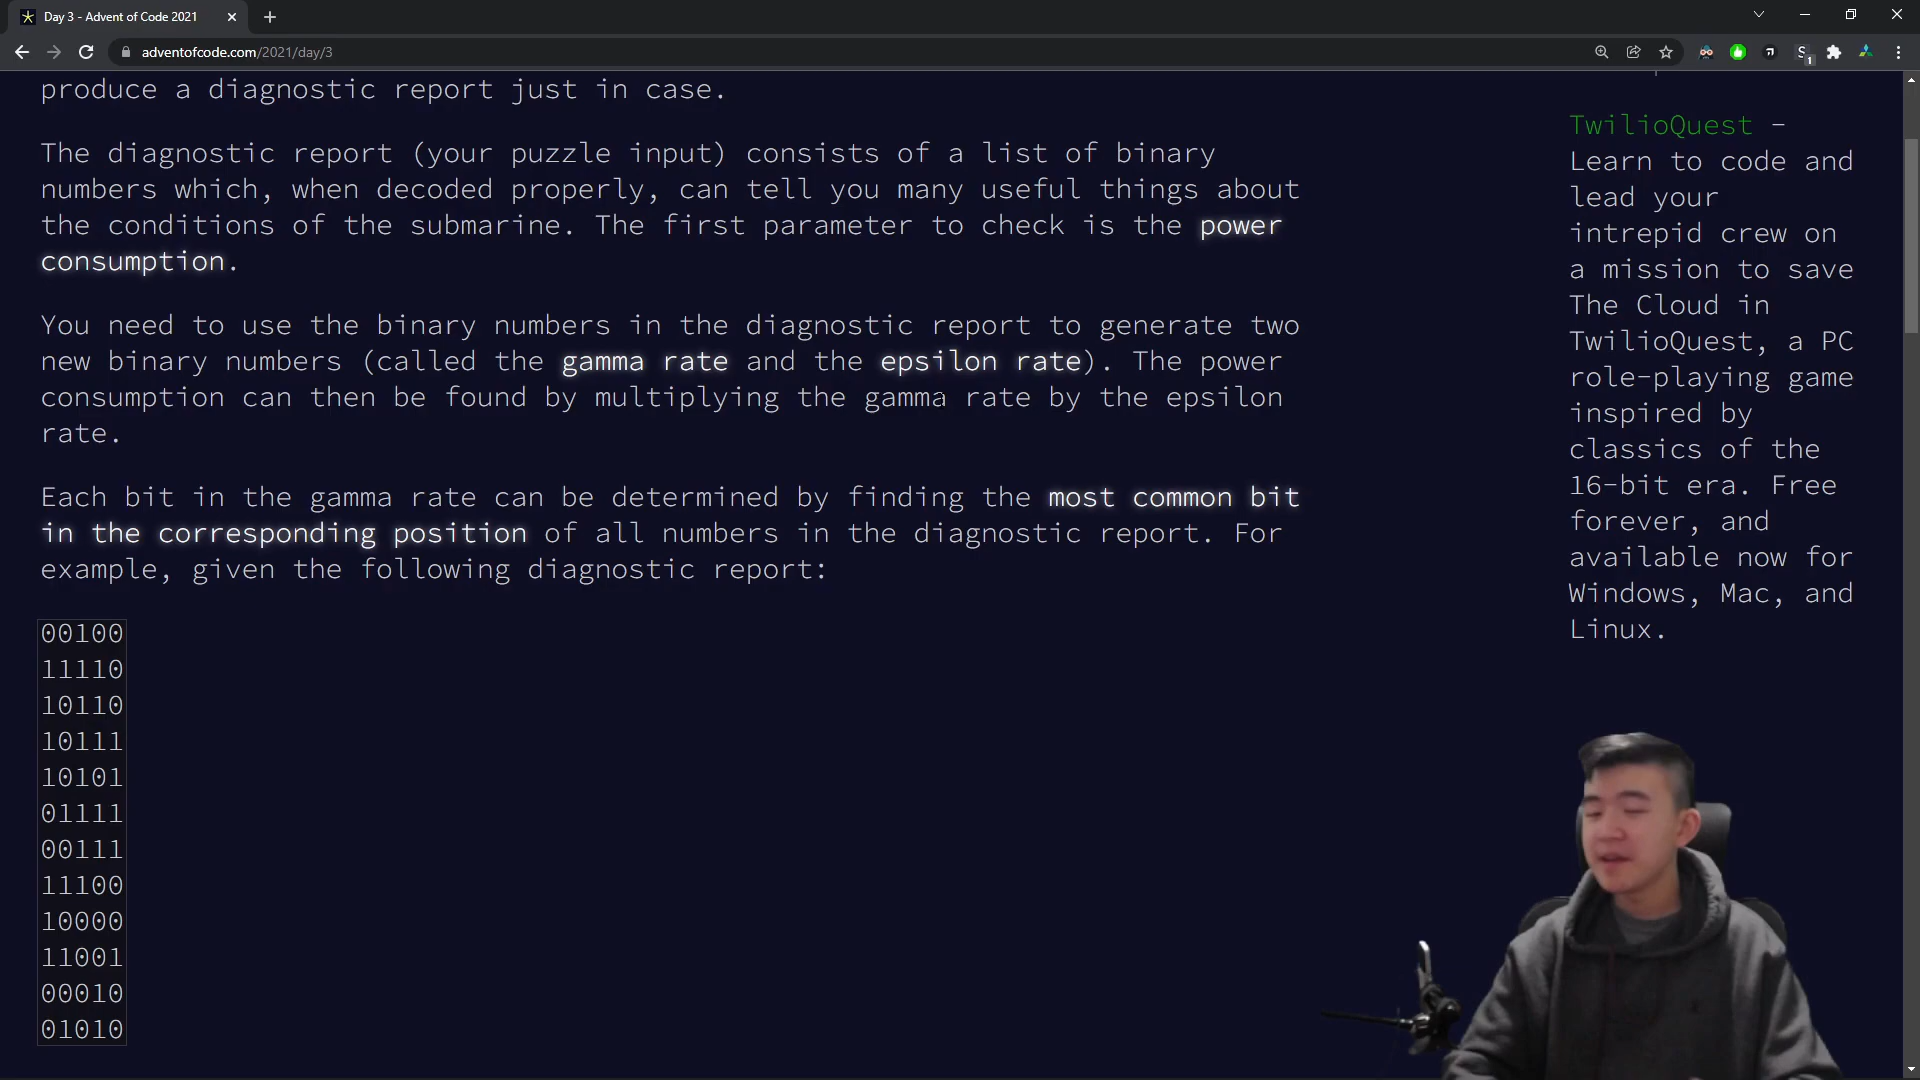 Day 3 - Advent of Code 2021
adventofcode.com/2021/day/3
produce a diagnostic report just in case.
The diagnostic report (your puzzle input) consists of a list of binary
numbers which, when decoded properly, can tell you many useful things about
the conditions of the submarine. The first parameter to check is the power
consumption.
You need to use the binary numbers in the diagnostic report to generate two
new binary numbers (called the gamma rate and the epsilon rate). The power
consumption can then be found by multiplying the gamma rate by the epsilon
rate.
Each bit in the gamma rate can be determined by finding the most common bit
in the corresponding position of all numbers in the diagnostic report. For
example, given the following diagnostic report:
00100
11110
10110
10111
10101
01111
00111
11100
10000
11001
00010
01010
TwilioQuest -
Learn to code and
lead your
intrepid crew on
a mission to save
The Cloud in
TwilioQuest, a PC
role-playing game
inspired by
classics of the
16-bit era. Free
forever, and
available now for
Windows, Mac, and
Linux.